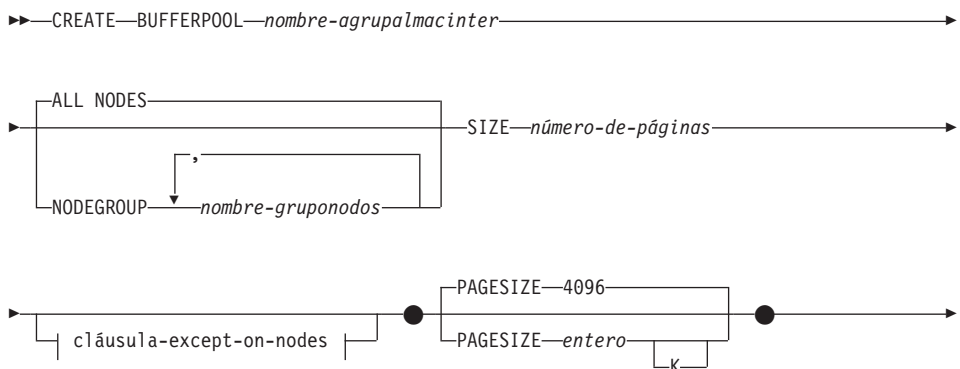 CREATE BUFFERPOOL nombre-agrupalmacinter
ALL NODES
SIZE número-de-páginas
,
NODEGROUP nombre-gruponodos
PAGESIZE 4096
cláusula-except-on-nodes
PAGESIZE entero
K